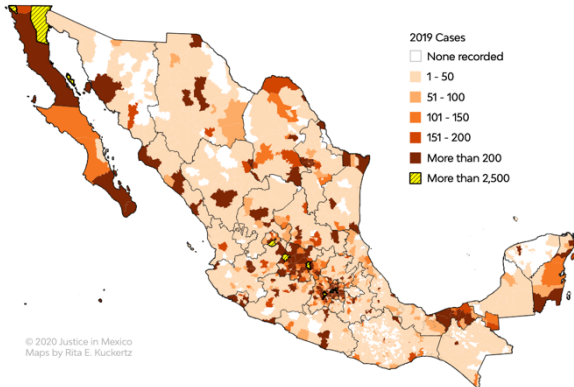 2019 Cases
None recorded
1 - 50
51 - 100
101 - 150
151 - 200
More than 200
More than 2,500
© 2020 Justice in Mexico
Maps by Rita E. Kuckertz